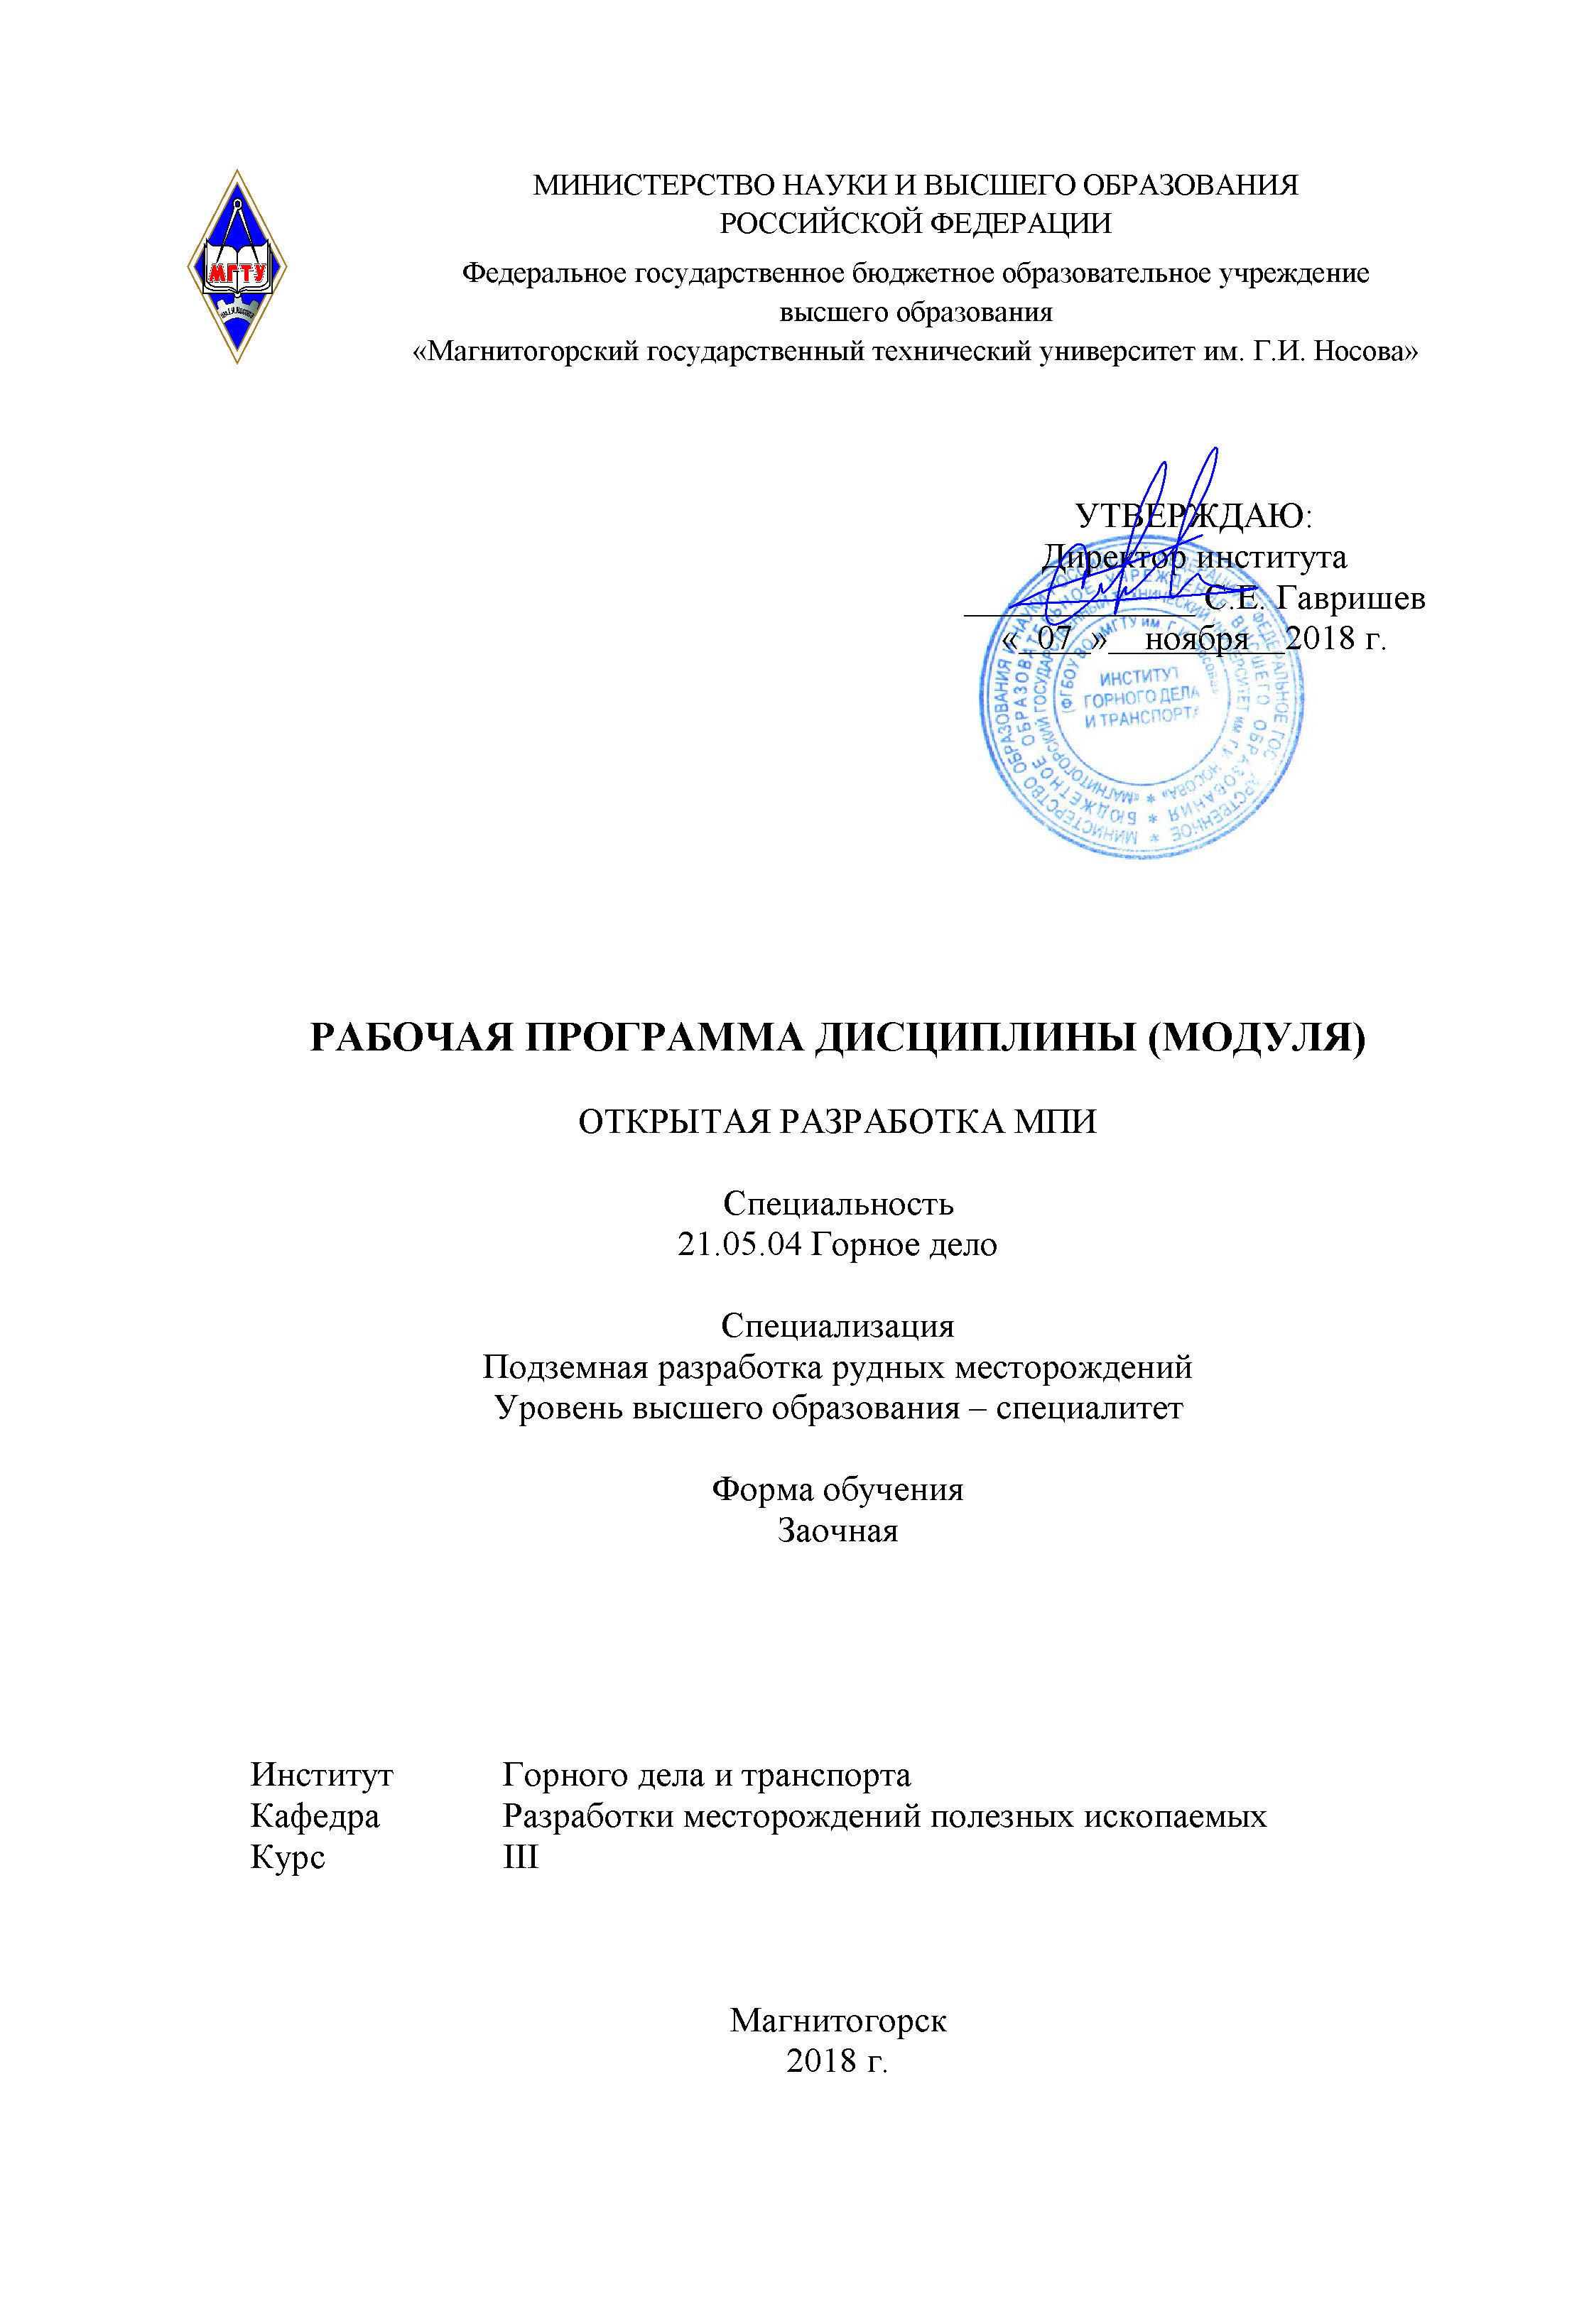 МИНИСТЕРСТВО НАУКИ И ВЫСШЕГО ОБРАЗОВАНИЯ
РОССИЙСКОЙ ФЕДЕРАЦИИ
Федеральное государственное бюджетное образовательное учреждение
высшего образования
«Магнитогорский государственный технический университет им. Г.И. Носова»
МГТУ
УТВЕРЖДАЮ:
Директор института
С.Е. Гавришев
« 07 » ноября 2018 г.
ИНСТИТУТ
ГОРНОГО ДЕЛА
И ТРАНСПОРТА
РАБОЧАЯ ПРОГРАММА ДИСЦИПЛИНЫ (МОДУЛЯ)
ОТКРЫТАЯ РАЗРАБОТКА МПИ
Специальность
21.05.04 Горное дело
Специализация
Подземная разработка рудных месторождений
Уровень высшего образования – специалитет
Форма обучения
Заочная
Институт Горного дела и транспорта
Кафедра Разработки месторождений полезных ископаемых
Курс III
Магнитогорск
2018 г.